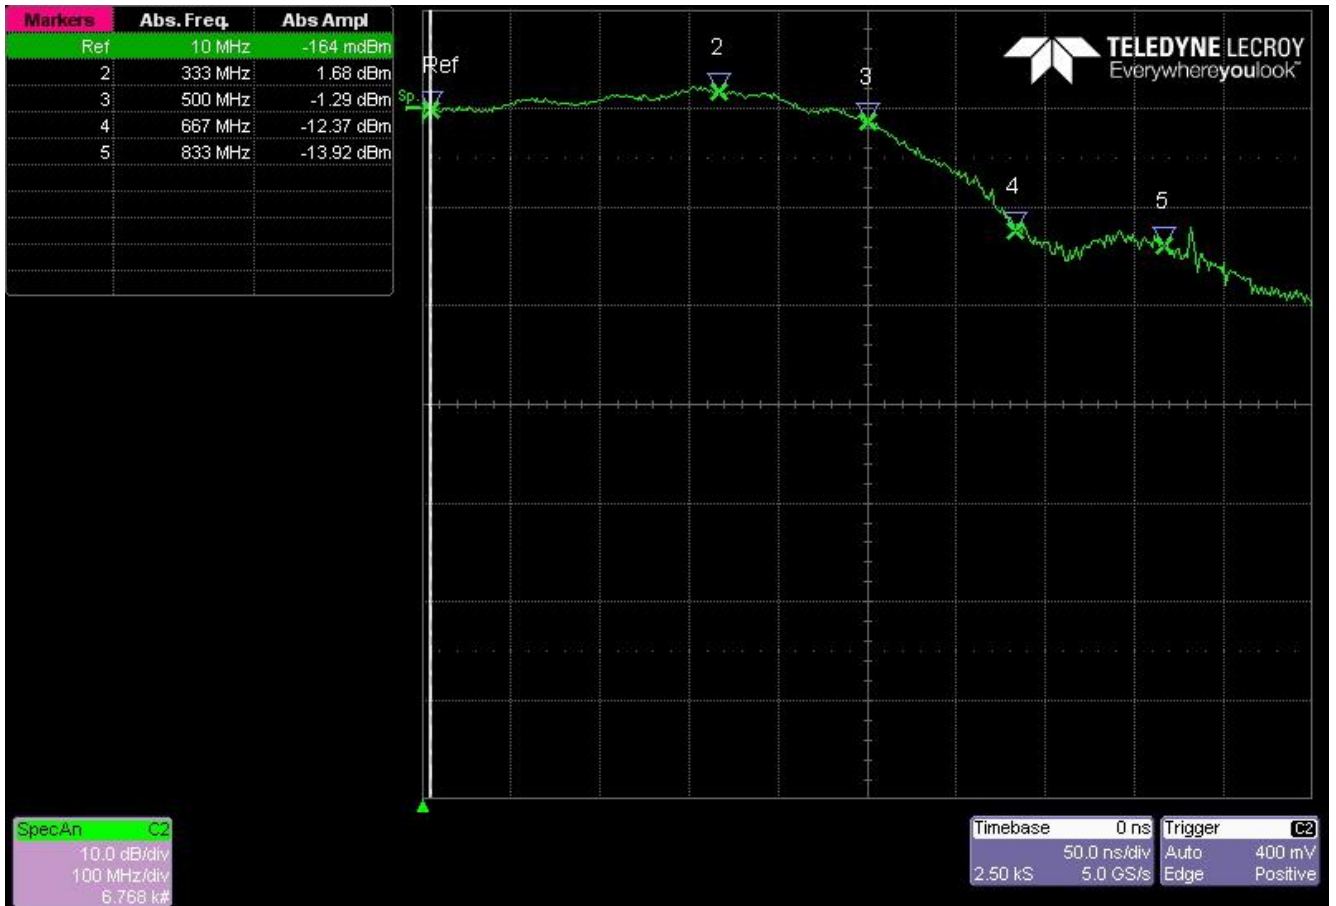 Markers Abs. Freq. Abs Ampl
Ref 10 MHz -164 mdBm
2 333 MHz 1.68 dBm
3 500 MHz -1.29 dBm
4 667 MHz -12.37 dBm
5 833 MHz -13.92 dBm
Sp.
Ref
2
3
4
5
TELEDYNE LECROY
Everywhereyoulook™
SpecAn C2
10.0 dB/div
100 MHz/div
6.768 k#
Timebase 0 ns
50.0 ns/div
2.50 kS 5.0 GS/s
Trigger C2
Auto 400 mV
Edge Positive